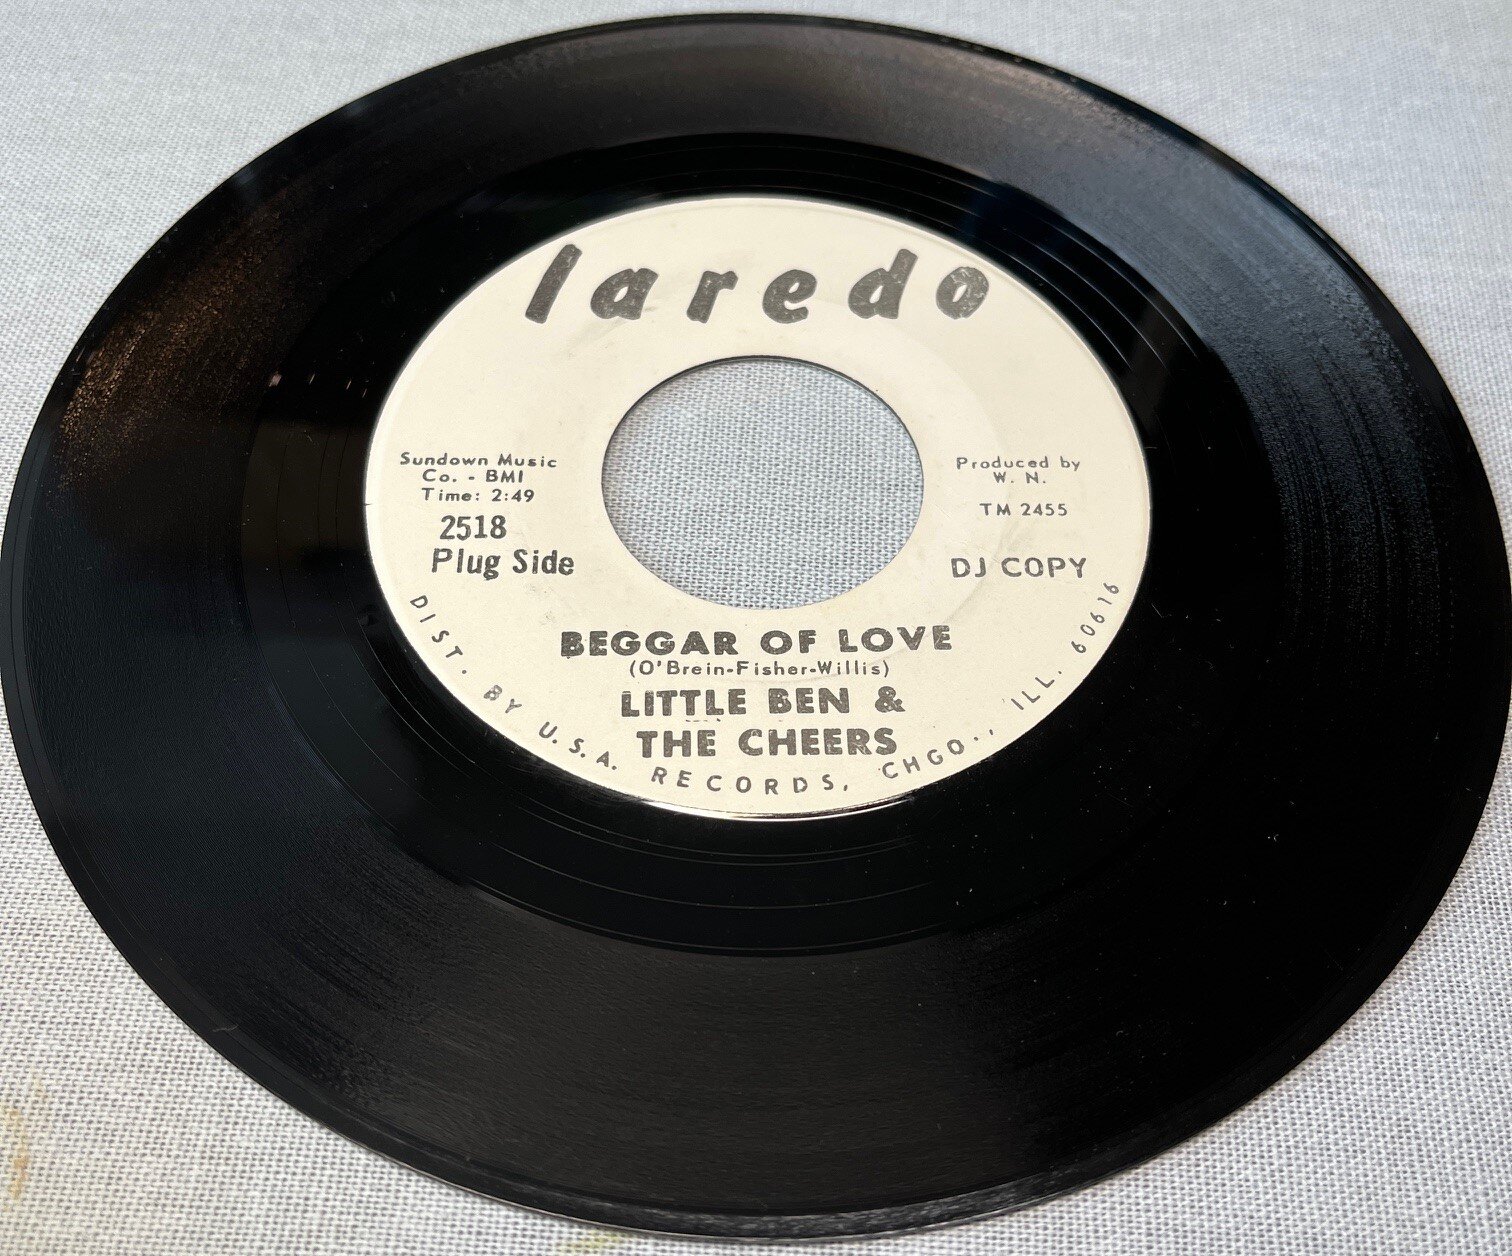 laredo
Sundown Music
Co. - BMI
Time: 2:49
2518
Plug Side
Produced by
W. N.
TM 2455
DJ COPY
BEGGAR OF LOVE
(O'Brein-Fisher-Willis)
LITTLE BEN &
THE CHEERS
DIST. BY U.S.A. RECORDS, CHGO., ILL. 60616